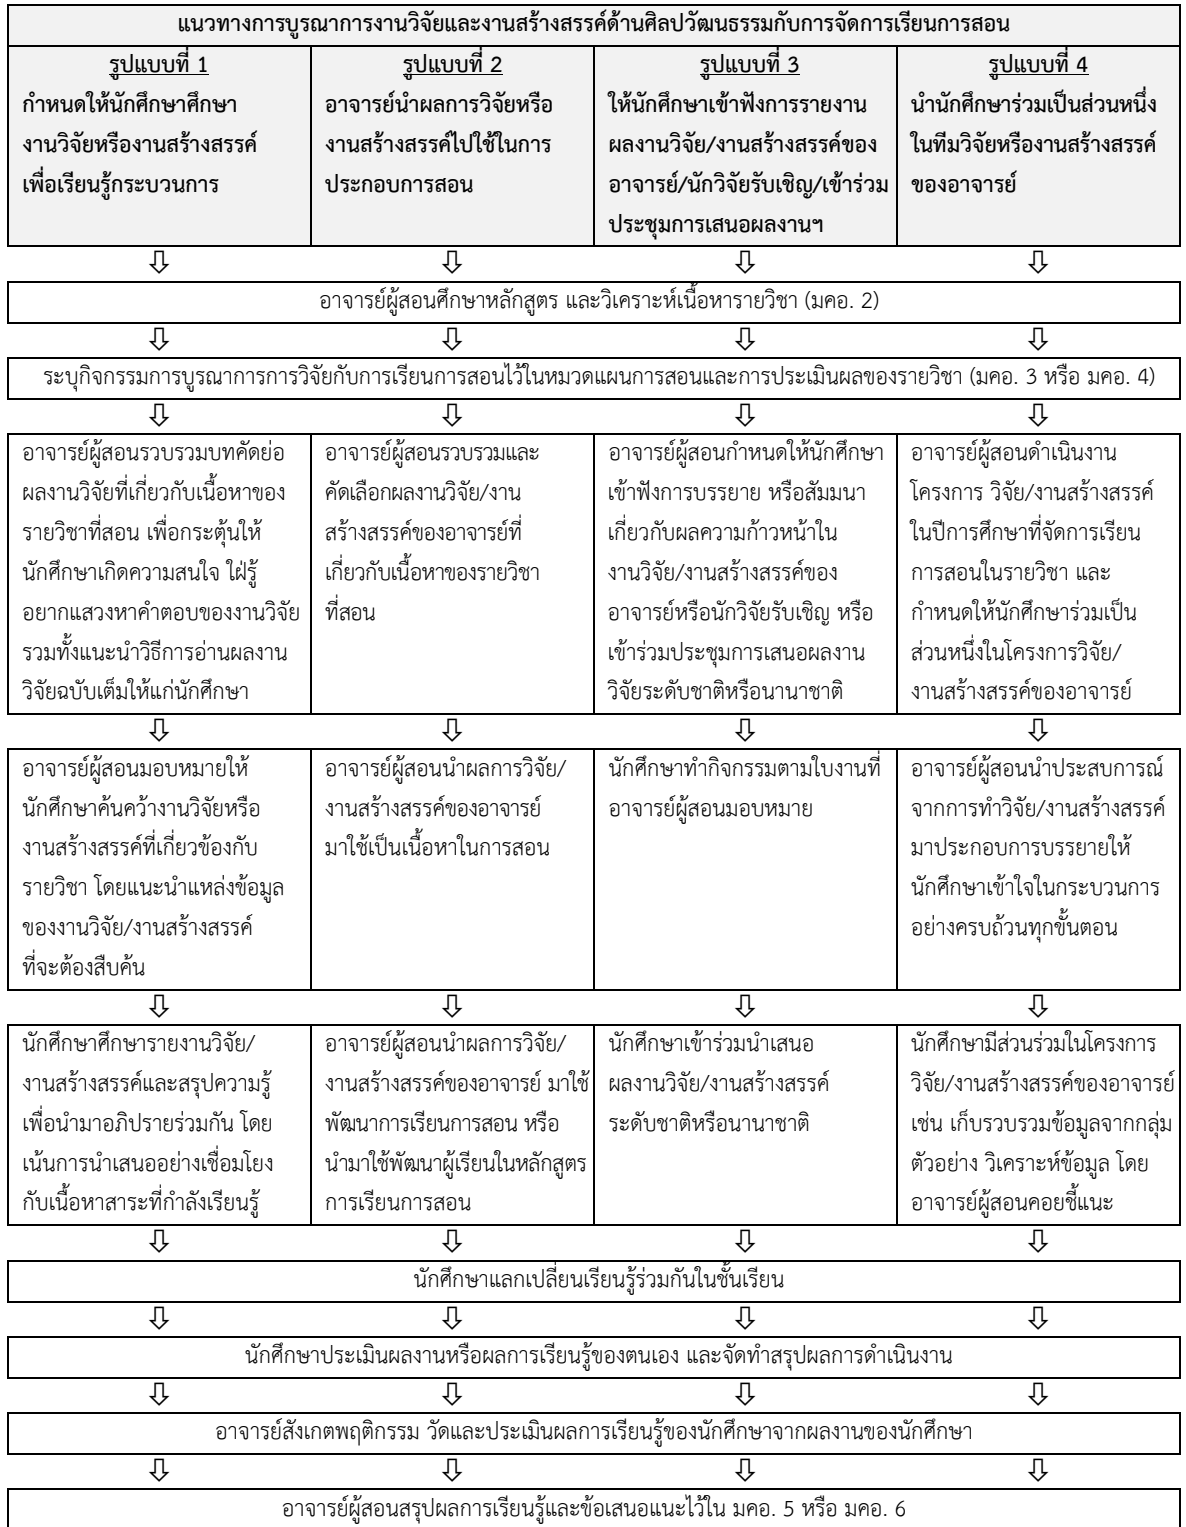 แนวทางการบูรณาการงานวิจัยและงานสร้างสรรค์ด้านศิลปวัฒนธรรมกับการจัดการเรียนการสอน
รูปแบบที่ 1
กำหนดให้นักศึกษาศึกษา
งานวิจัยหรืองานสร้างสรรค์
เพื่อเรียนรู้กระบวนการ
รูปแบบที่ 2
อาจารย์นำผลการวิจัยหรือ
งานสร้างสรรค์ไปใช้ในการ
ประกอบการสอน
รูปแบบที่ 3
ให้นักศึกษาเข้าฟังการรายงาน
ผลงานวิจัย/งานสร้างสรรค์ของ
อาจารย์/นักวิจัยรับเชิญ/เข้าร่วม
ประชุมการเสนอผลงานฯ
รูปแบบที่ 4
นำนักศึกษาร่วมเป็นส่วนหนึ่ง
ในทีมวิจัยหรืองานสร้างสรรค์
ของอาจารย์
อาจารย์ผู้สอนศึกษาหลักสูตร และวิเคราะห์เนื้อหารายวิชา (มคอ. 2)
ระบุกิจกรรมการบูรณาการการวิจัยกับการเรียนการสอนไว้ในหมวดแผนการสอนและการประเมินผลของรายวิชา (มคอ. 3 หรือ มคอ. 4)
อาจารย์ผู้สอนรวบรวมบทคัดย่อ
ผลงานวิจัยที่เกี่ยวกับเนื้อหาของ
รายวิชาที่สอน เพื่อกระตุ้นให้
นักศึกษาเกิดความสนใจ ใฝ่รู้
อยากแสวงหาคำตอบของงานวิจัย
รวมทั้งแนะนำวิธีการอ่านผลงาน
วิจัยฉบับเต็มให้แก่นักศึกษา
อาจารย์ผู้สอนรวบรวมและ
คัดเลือกผลงานวิจัย/งาน
สร้างสรรค์ของอาจารย์ที่
เกี่ยวกับเนื้อหาของรายวิชา
ที่สอน
อาจารย์ผู้สอนกำหนดให้นักศึกษา
เข้าฟังการบรรยาย หรือสัมมนา
เกี่ยวกับผลความก้าวหน้าใน
งานวิจัย/งานสร้างสรรค์ของ
อาจารย์หรือนักวิจัยรับเชิญ หรือ
เข้าร่วมประชุมการเสนอผลงาน
วิจัยระดับชาติหรือนานาชาติ
อาจารย์ผู้สอนดำเนินงาน
โครงการ วิจัย/งานสร้างสรรค์
ในปีการศึกษาที่จัดการเรียน
การสอนในรายวิชา และ
กำหนดให้นักศึกษาร่วมเป็น
ส่วนหนึ่งในโครงการวิจัย/
งานสร้างสรรค์ของอาจารย์
อาจารย์ผู้สอนมอบหมายให้
นักศึกษาค้นคว้างานวิจัยหรือ
งานสร้างสรรค์ที่เกี่ยวข้องกับ
รายวิชา โดยแนะนำแหล่งข้อมูล
ของงานวิจัย/งานสร้างสรรค์
ที่จะต้องสืบค้น
อาจารย์ผู้สอนนำผลการวิจัย/
งานสร้างสรรค์ของอาจารย์
มาใช้เป็นเนื้อหาในการสอน
นักศึกษาทำกิจกรรมตามใบงานที่
อาจารย์ผู้สอนมอบหมาย
อาจารย์ผู้สอนนำประสบการณ์
จากการทำวิจัย/งานสร้างสรรค์
มาประกอบการบรรยายให้
นักศึกษาเข้าใจในกระบวนการ
อย่างครบถ้วนทุกขั้นตอน
นักศึกษาศึกษารายงานวิจัย/
งานสร้างสรรค์และสรุปความรู้
เพื่อนำมาอภิปรายร่วมกัน โดย
เน้นการนำเสนออย่างเชื่อมโยง
กับเนื้อหาสาระที่กำลังเรียนรู้
อาจารย์ผู้สอนนำผลการวิจัย/
งานสร้างสรรค์ของอาจารย์ มาใช้
พัฒนาการเรียนการสอน หรือ
นำมาใช้พัฒนาผู้เรียนในหลักสูตร
การเรียนการสอน
นักศึกษาเข้าร่วมนำเสนอ
ผลงานวิจัย/งานสร้างสรรค์
ระดับชาติหรือนานาชาติ
นักศึกษามีส่วนร่วมในโครงการ
วิจัย/งานสร้างสรรค์ของอาจารย์
เช่น เก็บรวบรวมข้อมูลจากกลุ่ม
ตัวอย่าง วิเคราะห์ข้อมูล โดย
อาจารย์ผู้สอนคอยชี้แนะ
นักศึกษาแลกเปลี่ยนเรียนรู้ร่วมกันในชั้นเรียน
นักศึกษาประเมินผลงานหรือผลการเรียนรู้ของตนเอง และจัดทำสรุปผลการดำเนินงาน
อาจารย์สังเกตพฤติกรรม วัดและประเมินผลการเรียนรู้ของนักศึกษาจากผลงานของนักศึกษา
อาจารย์ผู้สอนสรุปผลการเรียนรู้และข้อเสนอแนะไว้ใน มคอ. 5 หรือ มคอ. 6